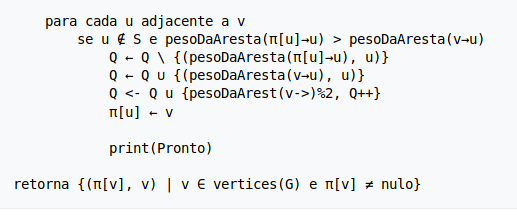 para cada u adjacente a v
se u ∉ S e pesoDaAresta(π[u]→u) > pesoDaAresta(v→u)
Q ← Q \ {(pesoDaAresta(π[u]→u), u)}
Q ← Q ∪ {(pesoDaAresta(v→u), u)}
Q <- Q u {pesoDaArest(v->)%2, Q++}
π[u] ← v
print(Pronto)
retorna {(π[v], v) | v ∈ vertices(G) e π[v] ≠ nulo}